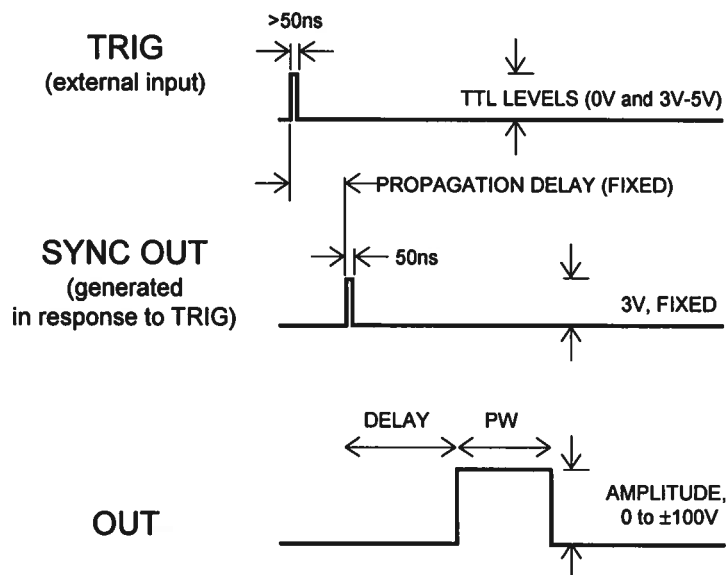 >50ns
TRIG
(external input)
TTL LEVELS (0V and 3V-5V)
PROPAGATION DELAY (FIXED)
SYNC OUT
(generated
in response to TRIG)
50ns
3V, FIXED
DELAY
PW
AMPLITUDE,
0 to ±100V
OUT